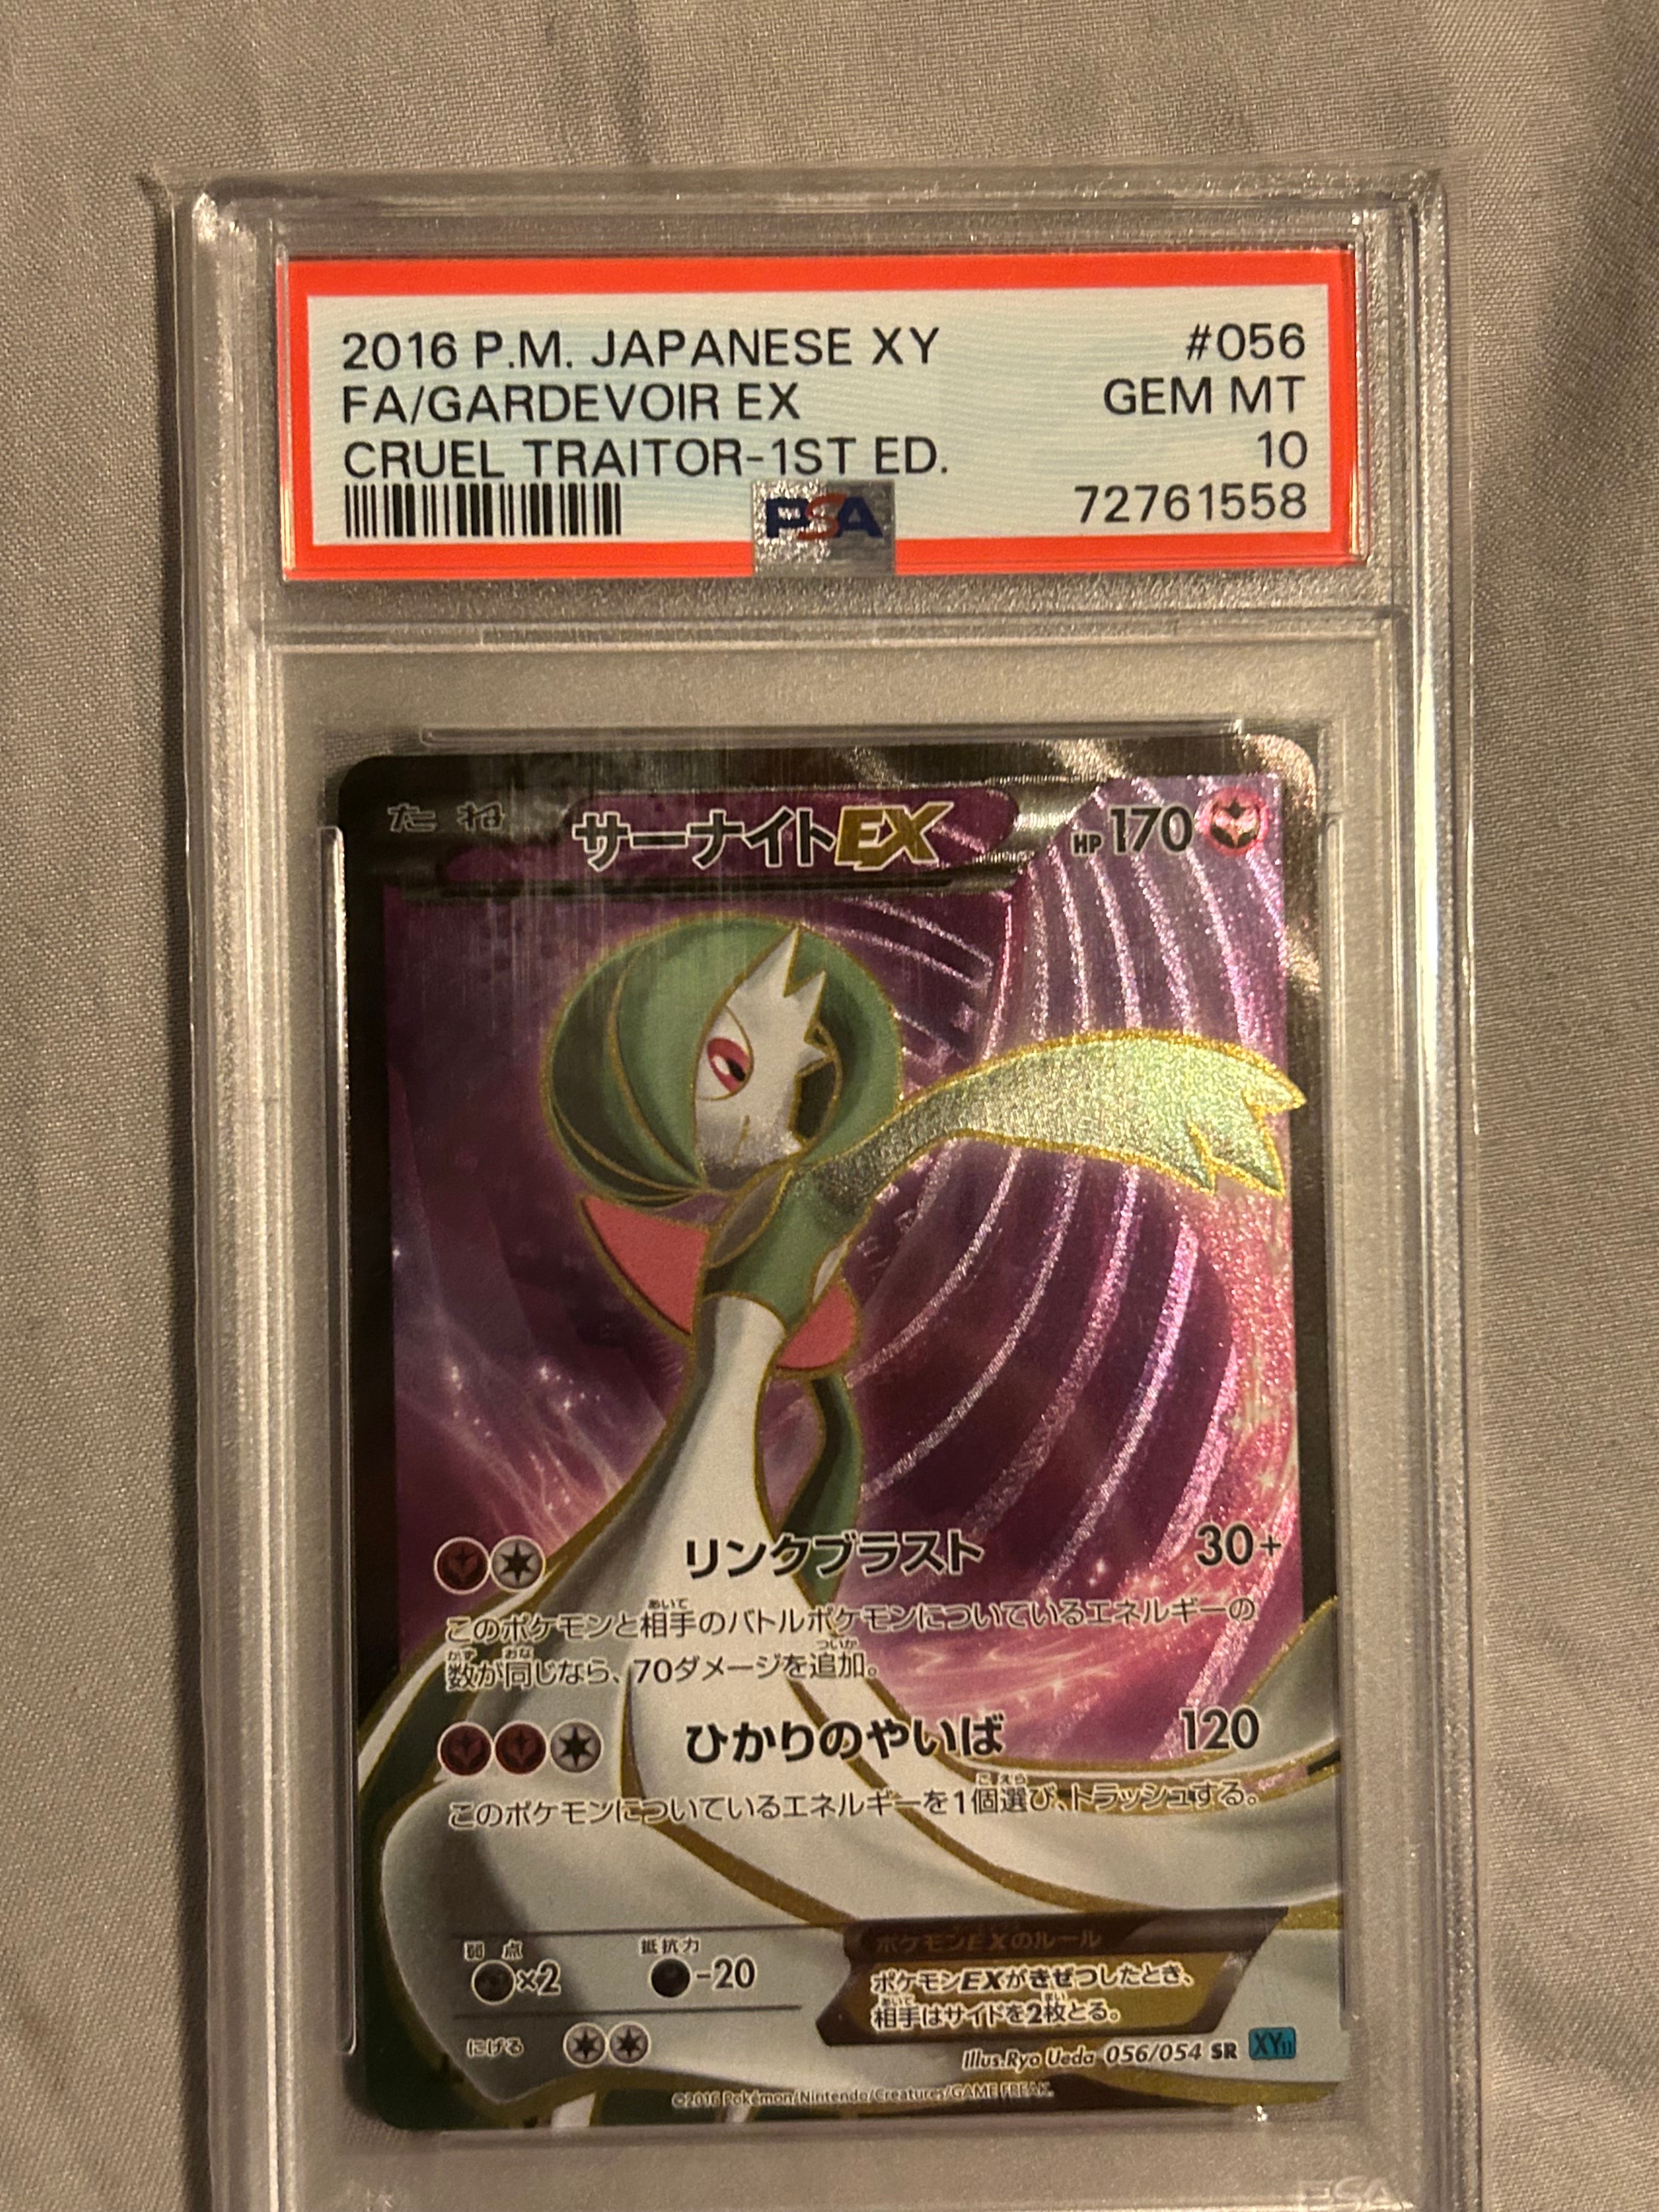 2016 P.M. JAPANESE XY #056
FA/GARDEVOIR EX GEM MT
CRUEL TRAITOR-1ST ED. 10
PSA 72761558
たね サーナイトEX HP170
リンクブラスト 30+
このポケモンと相手のバトルポケモンについているエネルギーの
数が同じなら、70ダメージを追加。
ひかりのやいば 120
このポケモンについているエネルギーを1個選び、トラッシュする。
弱点 ×2 抵抗力 -20
にげる
ポケモンEXのルール
ポケモンEXがきぜつしたとき、
相手はサイドを2枚とる。
Illus.Ryo Ueda 056/054 SR XY11
©2016 Pokémon/Nintendo/Creatures/GAME FREAK.
PSA